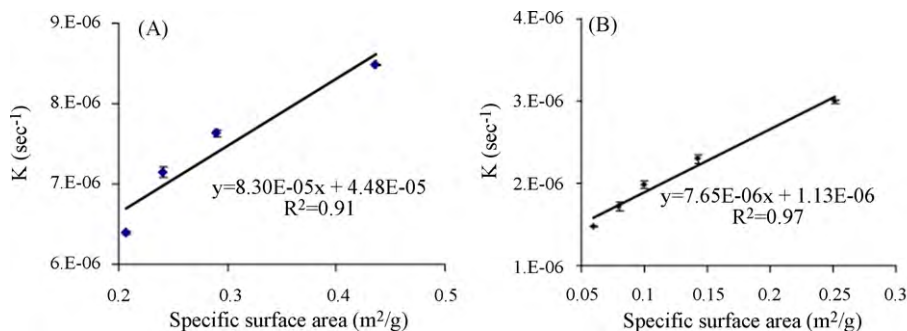 (A)
9.E-06
8.E-06
7.E-06
6.E-06
K (sec-1)
y=8.30E-05x + 4.48E-05
R2=0.91
0.2
0.3
0.4
0.5
Specific surface area (m2/g)
(B)
4.E-06
3.E-06
2.E-06
1.E-06
K (sec-1)
y=7.65E-06x + 1.13E-06
R2=0.97
0.05
0.1
0.15
0.2
0.25
0.3
Specific surface area (m2/g)